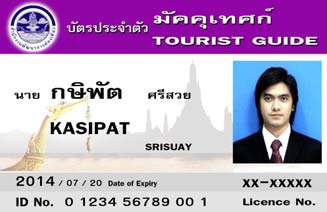 บัตรประจำตัว มัคคุเทศก์
TOURIST GUIDE
นาย กษิพัต ศรีสวย
KASIPAT
SRISUAY
2014 / 07 / 20 Date of Expiry
XX-XXXXX
ID No. 0 1234 56789 00 1
Licence No.